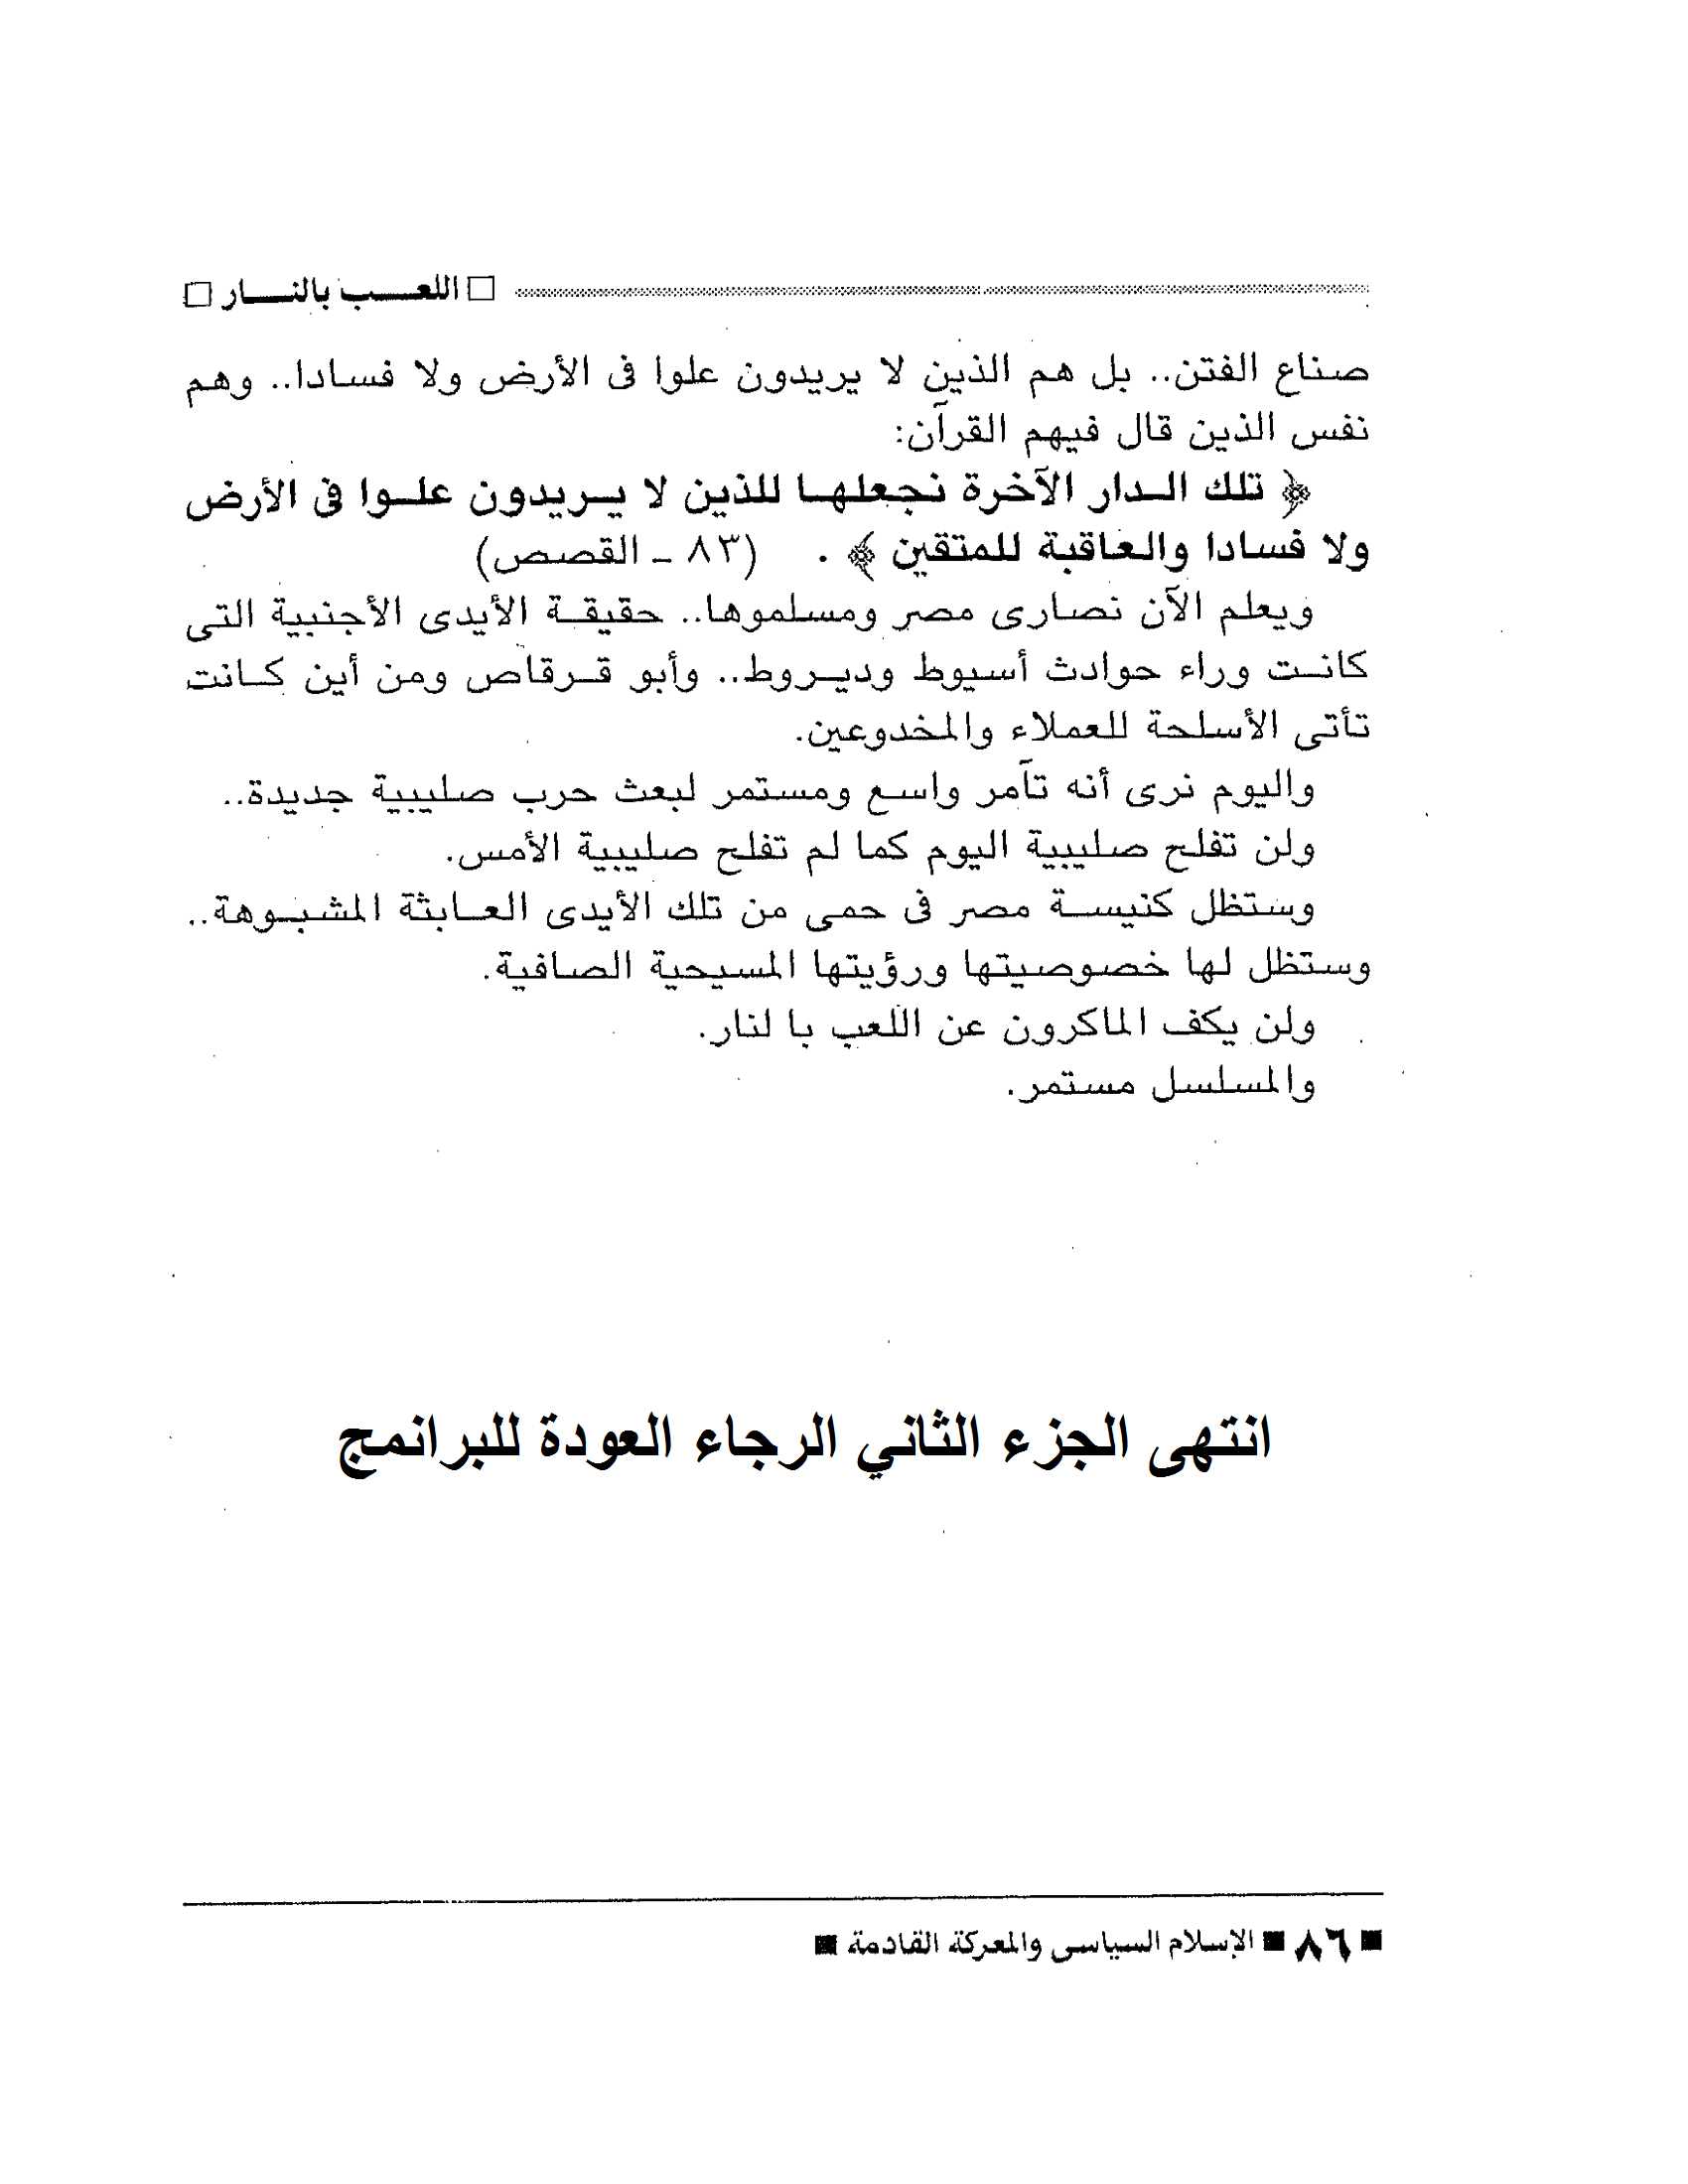 □ اللعب بالنار □
صناع الفتن.. بل هم الذين لا يريدون علوا فى الأرض ولا فسادا.. وهم
نفس الذين قال فيهم القرآن:
﴿ تلك الدار الآخرة نجعلها للذين لا يريدون علوا فى الأرض
ولا فسادا والعاقبة للمتقين ﴾ . (٨٣ - القصص)
ويعلم الآن نصارى مصر ومسلموها.. حقيقة الأيدى الأجنبية التى
كانت وراء حوادث أسيوط وديروط.. وأبو قرقاص ومن أين كانت
تأتى الأسلحة للعملاء والمخدوعين.
واليوم نرى أنه تآمر واسع ومستمر لبعث حرب صليبية جديدة..
ولن تفلح صليبية اليوم كما لم تفلح صليبية الأمس.
وستظل كنيسة مصر فى حمى من تلك الأيدى العابثة المشبوهة..
وستظل لها خصوصيتها ورؤيتها المسيحية الصافية.
ولن يكف الماكرون عن اللعب بالنار.
والمسلسل مستمر.
انتهى الجزء الثاني الرجاء العودة للبرانمج
■ ٨٦ ■ الإسلام السياسى والمعركة القادمة ■